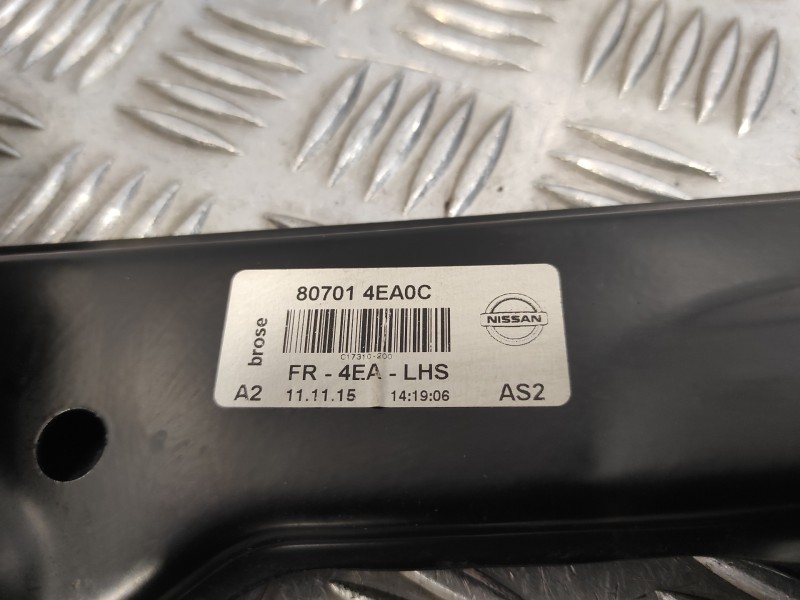 80701 4EA0C
brose
NISSAN
C17310-200
FR - 4EA - LHS
A2 11.11.15 14:19:06 AS2